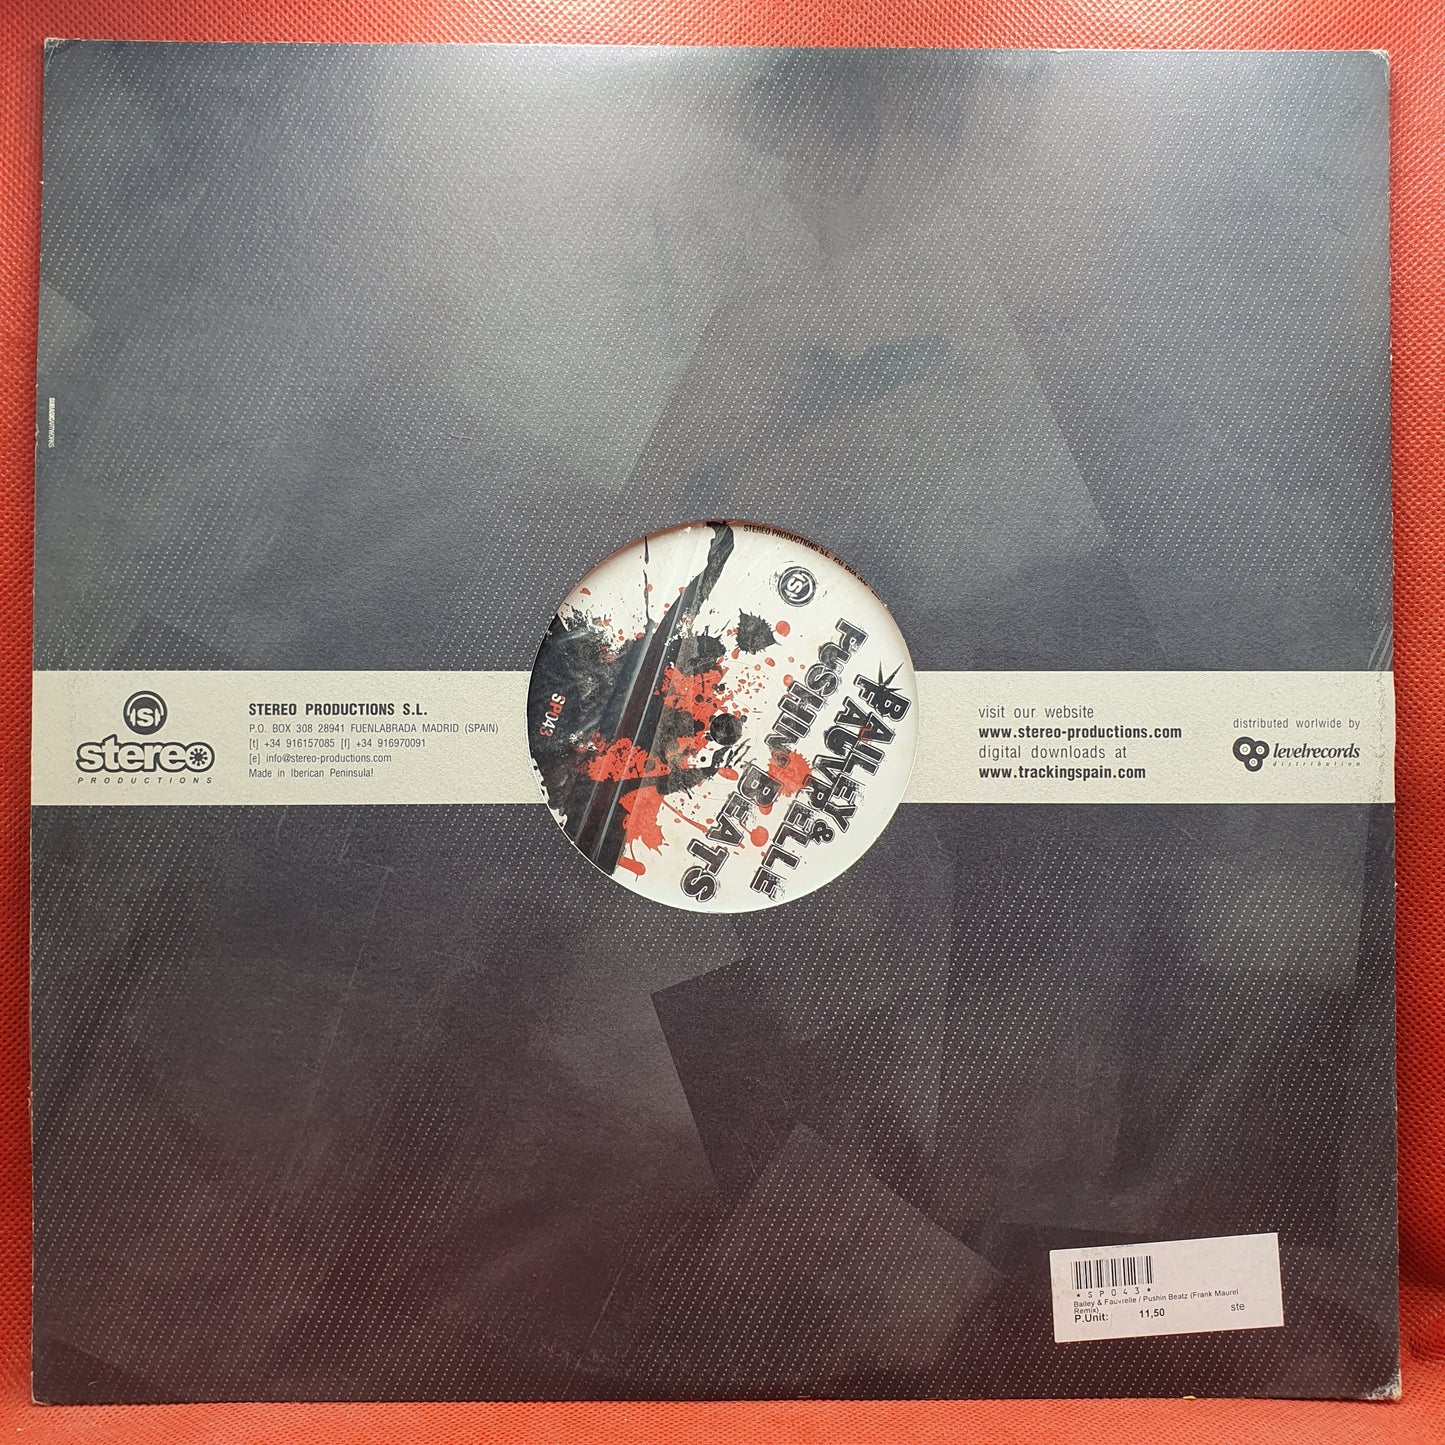 S
stereo
PRODUCTIONS
STEREO PRODUCTIONS S.L.
P.O. BOX 308 28941 FUENLABRADA MADRID (SPAIN)
[t] +34 916157085 [f] +34 916970091
[e] info@stereo-productions.com
Made in Iberican Peninsula!
STEREO PRODUCTIONS S.L. P.O. BOX 308
S
BAILEY &
FAUVRELLE
PUSHIN' BEATS
SP043
visit our website
www.stereo-productions.com
digital downloads at
www.trackingspain.com
distributed worlwide by
levelrecords
distribution
*SP043*
Bailey & Fauvrelle / Pushin Beatz (Frank Maurel
Remix)
P.Unit: 11,50 ste